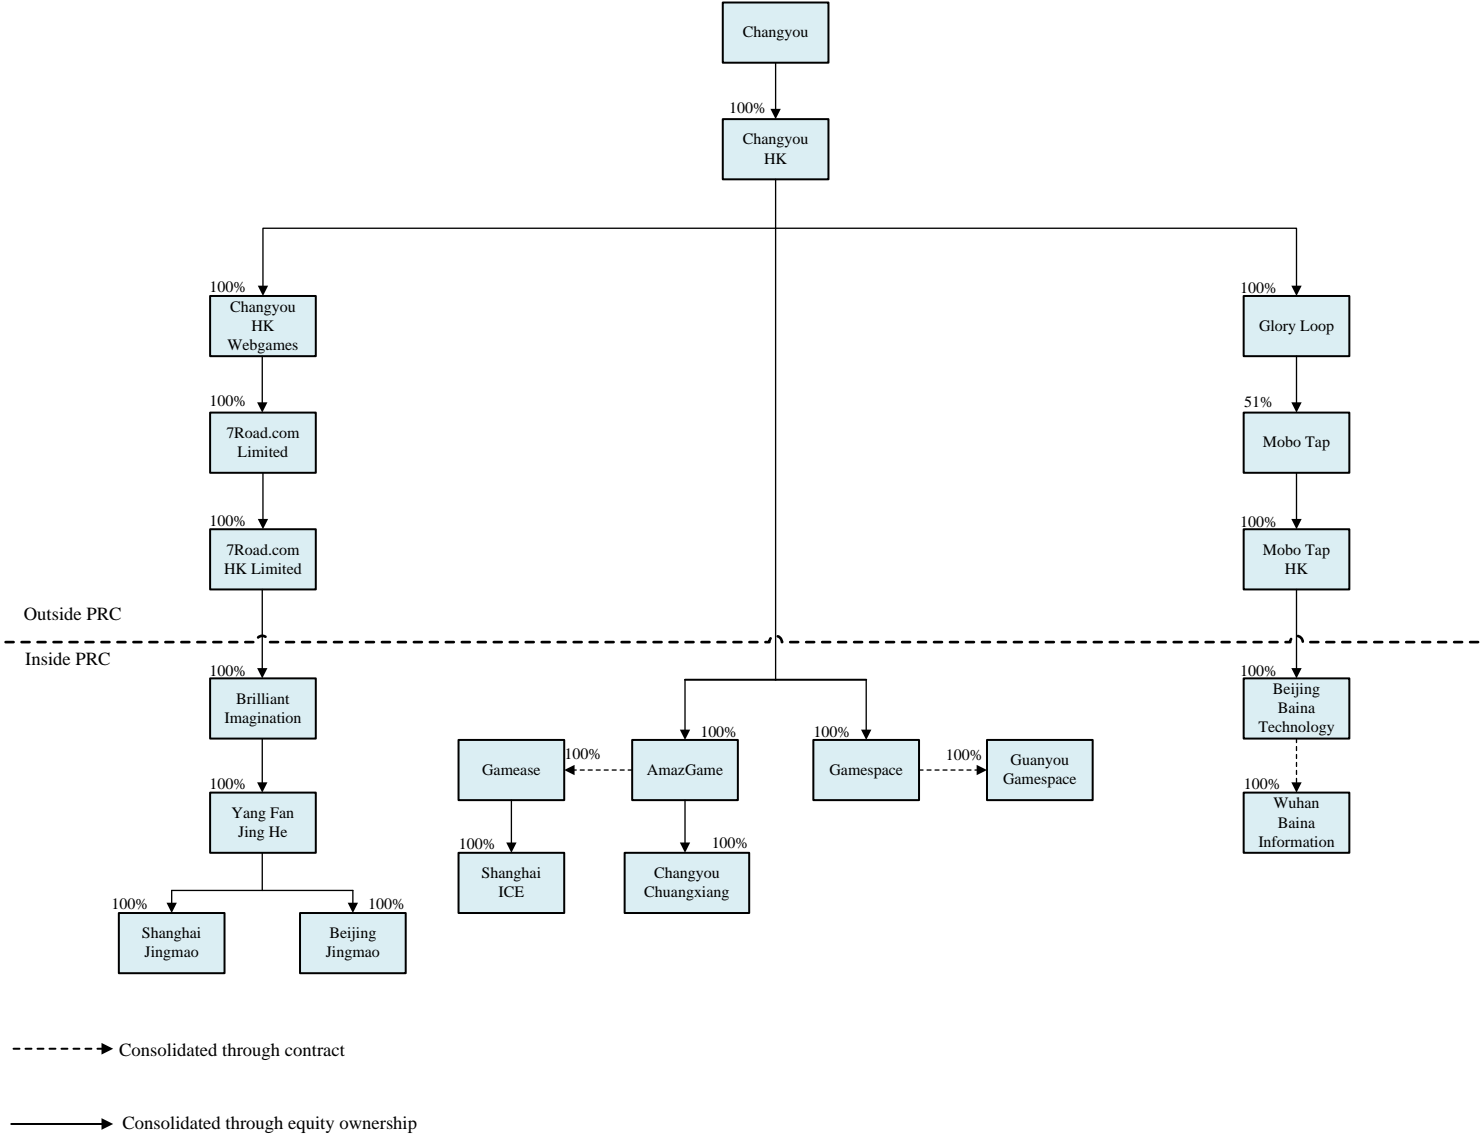 Changyou
100%
Changyou
HK
100%
Changyou
HK
Webgames
100%
Glory Loop
100%
7Road.com
Limited
51%
Mobo Tap
100%
7Road.com
HK Limited
100%
Mobo Tap
HK
Outside PRC
Inside PRC
100%
Brilliant
Imagination
100%
Beijing
Baina
Technology
Gamease
100%
100%
AmazGame
100%
Gamespace
100%
Guanyou
Gamespace
100%
Yang Fan
Jing He
100%
Wuhan
Baina
Information
100%
Shanghai
ICE
100%
Changyou
Chuangxiang
100%
Shanghai
Jingmao
100%
Beijing
Jingmao
Consolidated through contract
Consolidated through equity ownership